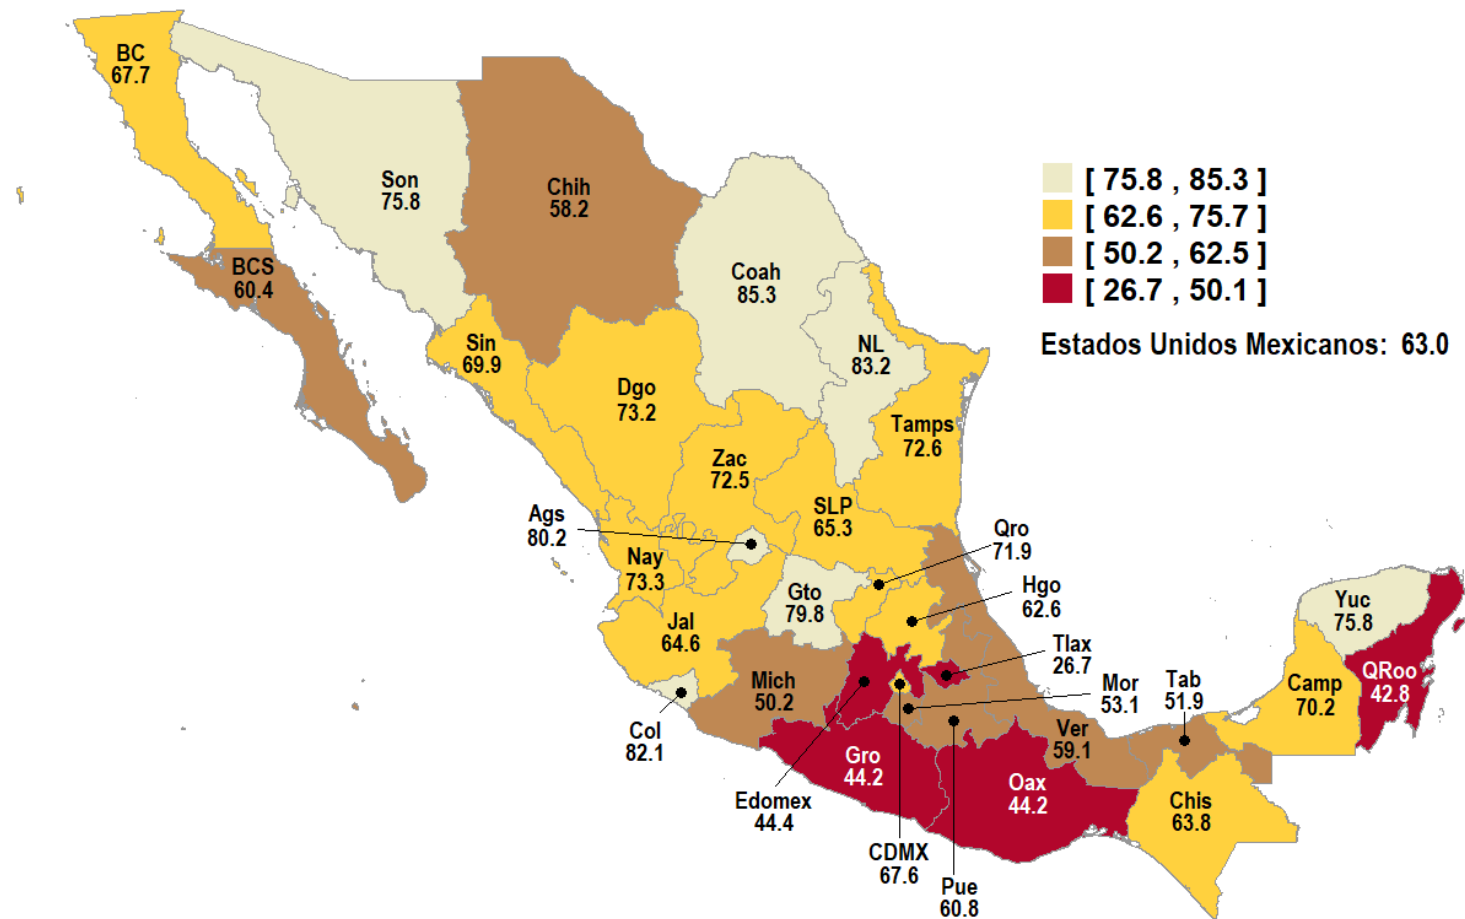 BC
67.7
Son
75.8
Chih
58.2
[ 75.8 , 85.3 ]
[ 62.6 , 75.7 ]
[ 50.2 , 62.5 ]
[ 26.7 , 50.1 ]
Estados Unidos Mexicanos: 63.0
BCS
60.4
Coah
85.3
Sin
69.9
NL
83.2
Dgo
73.2
Tamps
72.6
Zac
72.5
SLP
65.3
Ags
80.2
Qro
71.9
Nay
73.3
Gto
79.8
Hgo
62.6
Yuc
75.8
Jal
64.6
Tlax
26.7
QRoo
42.8
Mich
50.2
Mor
53.1
Tab
51.9
Camp
70.2
Col
82.1
Ver
59.1
Gro
44.2
Oax
44.2
Edomex
44.4
Chis
63.8
CDMX
67.6
Pue
60.8